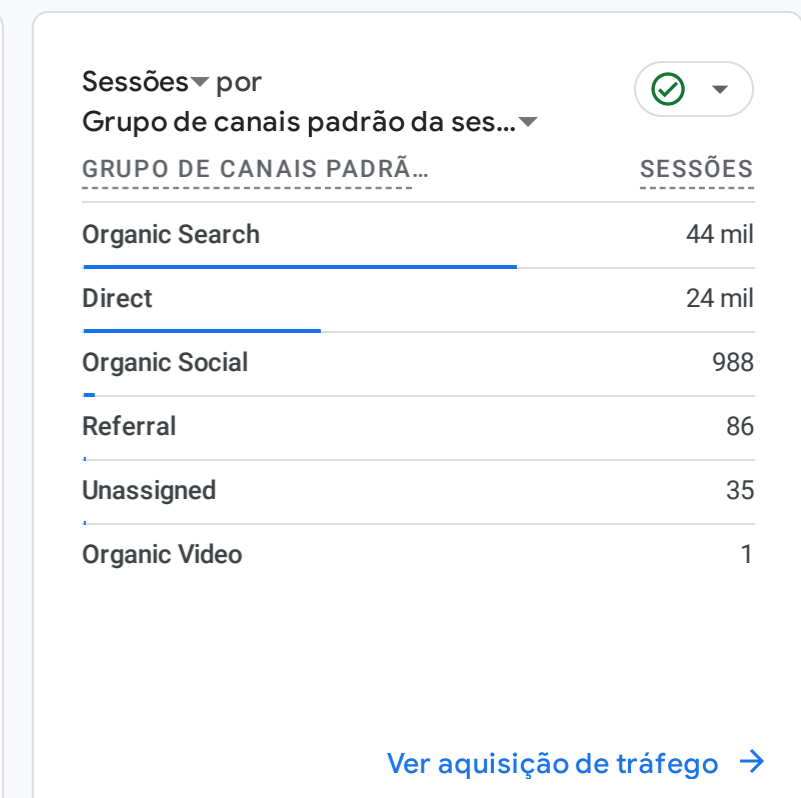 Sessões por
Grupo de canais padrão da ses...
GRUPO DE CANAIS PADRÃ... SESSÕES
Organic Search 44 mil
Direct 24 mil
Organic Social 988
Referral 86
Unassigned 35
Organic Video 1
Ver aquisição de tráfego